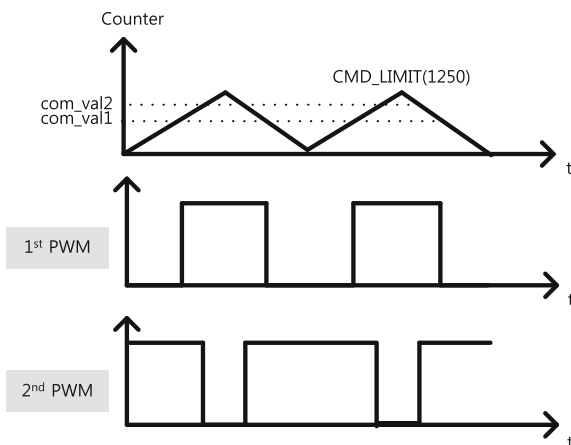 Counter
CMD_LIMIT(1250)
com_val2
com_val1
t
1st PWM
t
2nd PWM
t